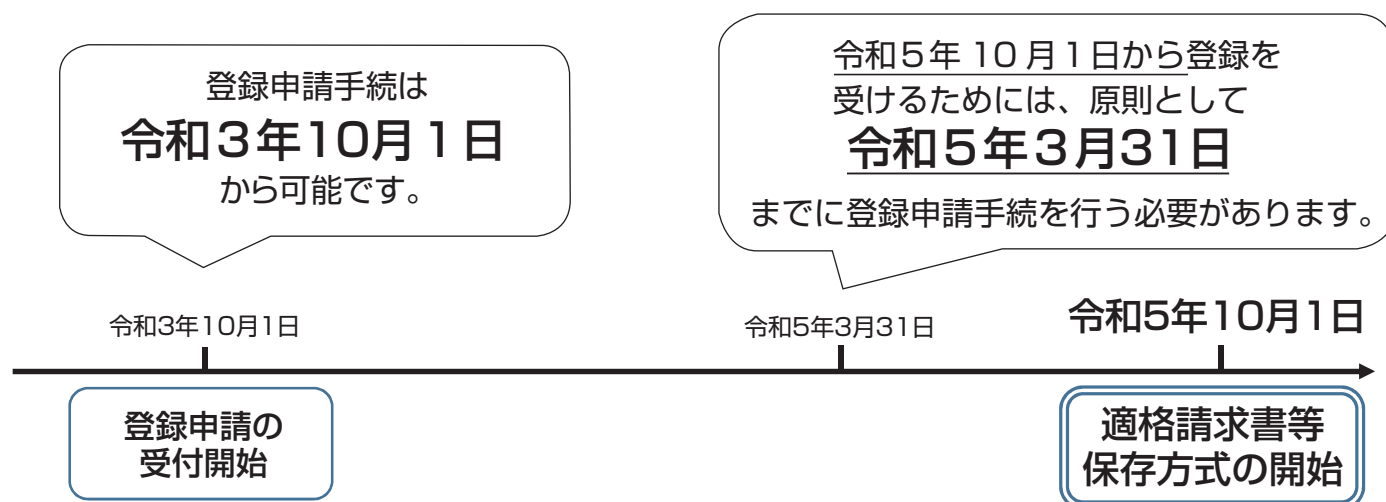 登録申請手続は
令和3年10月1日
から可能です。
令和5年10月1日から登録を
受けるためには、原則として
令和5年3月31日
までに登録申請手続を行う必要があります。
令和3年10月1日
令和5年3月31日
令和5年10月1日
登録申請の
受付開始
適格請求書等
保存方式の開始